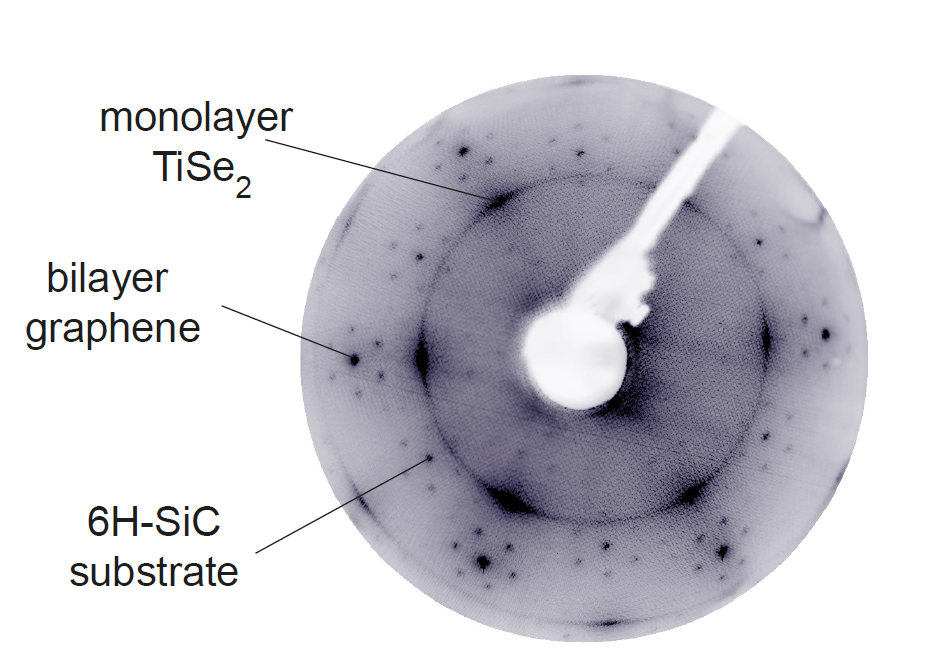 monolayer
TiSe2
bilayer
graphene
6H-SiC
substrate